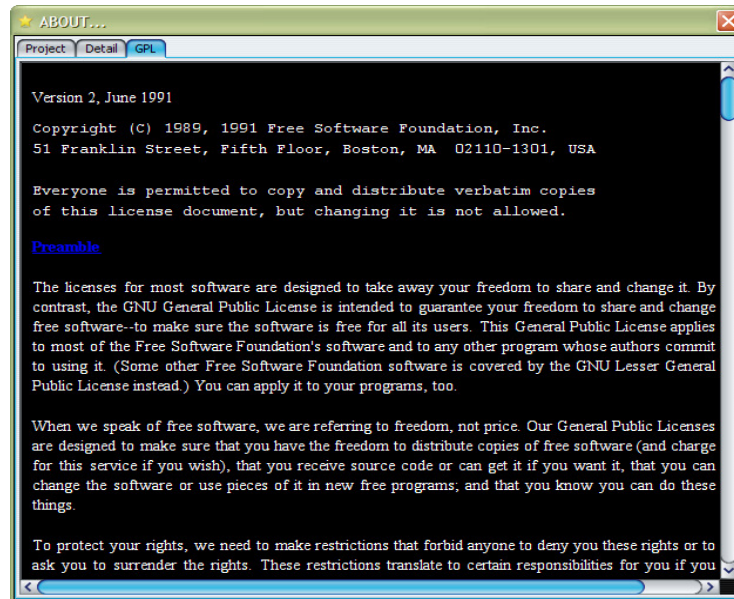 ABOUT...
Project Detail GPL
Version 2, June 1991
Copyright (C) 1989, 1991 Free Software Foundation, Inc.
51 Franklin Street, Fifth Floor, Boston, MA  02110-1301, USA
Everyone is permitted to copy and distribute verbatim copies
of this license document, but changing it is not allowed.
Preamble
The licenses for most software are designed to take away your freedom to share and change it. By
contrast, the GNU General Public License is intended to guarantee your freedom to share and change
free software--to make sure the software is free for all its users. This General Public License applies
to most of the Free Software Foundation's software and to any other program whose authors commit
to using it. (Some other Free Software Foundation software is covered by the GNU Lesser General
Public License instead.) You can apply it to your programs, too.
When we speak of free software, we are referring to freedom, not price. Our General Public Licenses
are designed to make sure that you have the freedom to distribute copies of free software (and charge
for this service if you wish), that you receive source code or can get it if you want it, that you can
change the software or use pieces of it in new free programs; and that you know you can do these
things.
To protect your rights, we need to make restrictions that forbid anyone to deny you these rights or to
ask you to surrender the rights. These restrictions translate to certain responsibilities for you if you